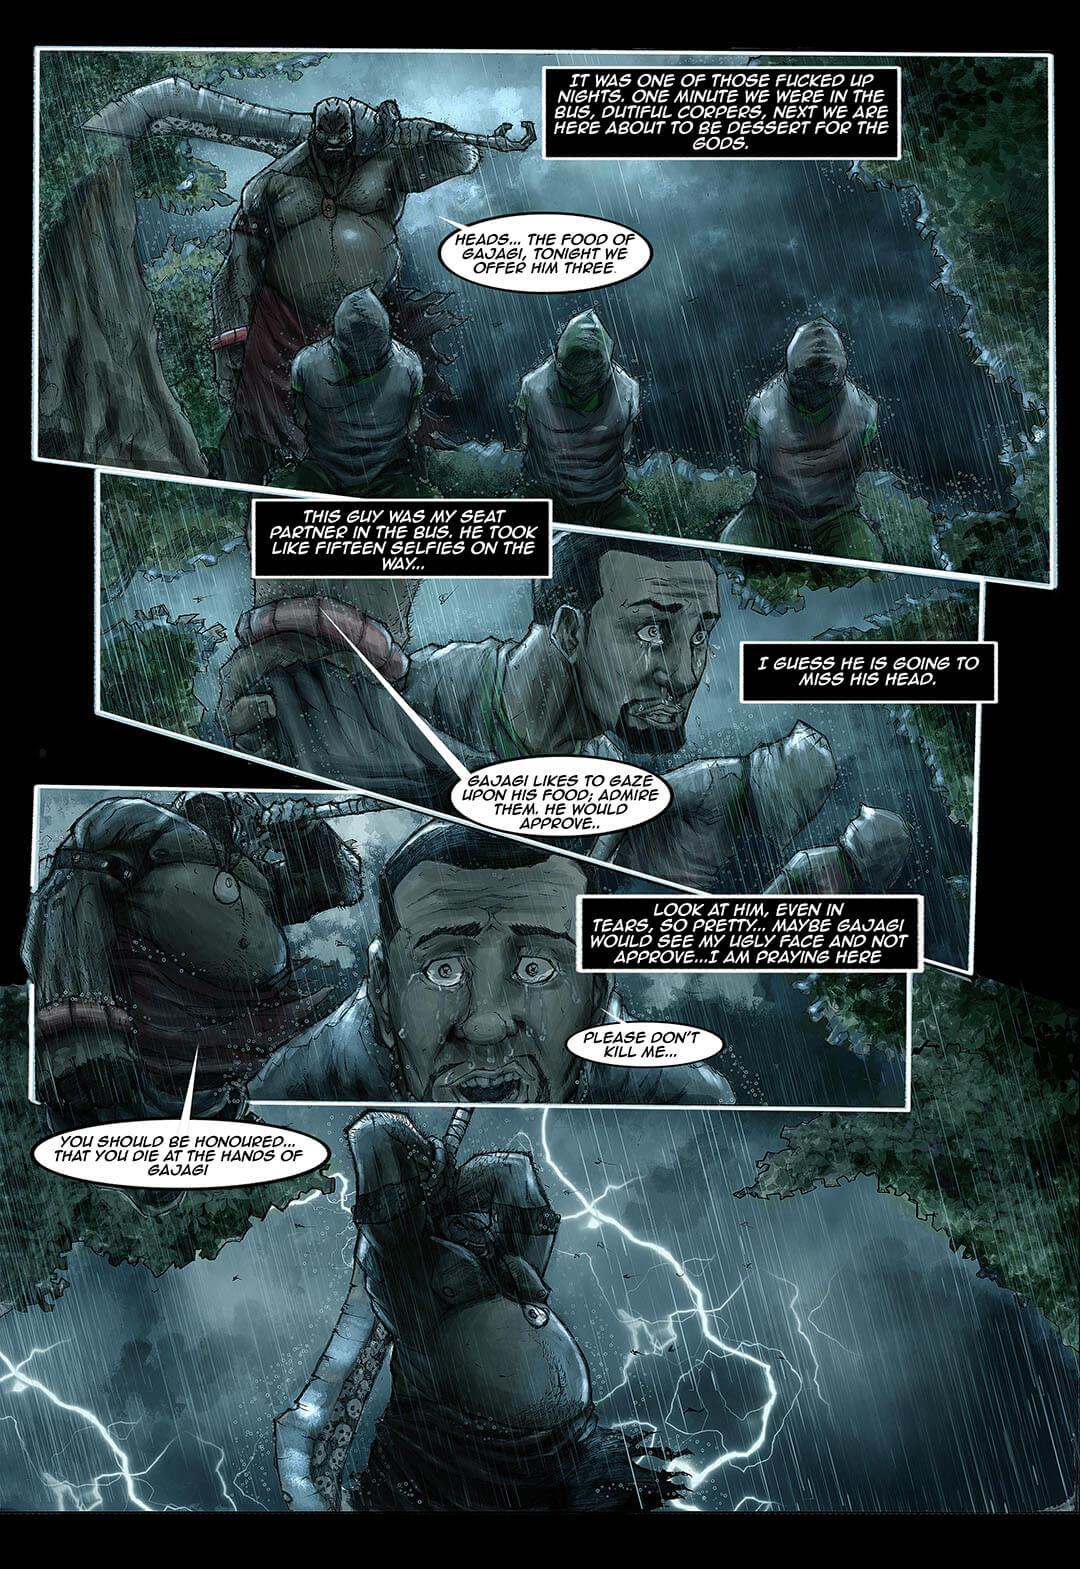 IT WAS ONE OF THOSE FUCKED UP
NIGHTS. ONE MINUTE WE WERE IN THE
BUS, DUTIFUL CORPERS, NEXT WE ARE
HERE ABOUT TO BE DESSERT FOR THE
GODS.
HEADS... THE FOOD OF
GAJAGI, TONIGHT WE
OFFER HIM THREE.
THIS GUY WAS MY SEAT
PARTNER IN THE BUS. HE TOOK
LIKE FIFTEEN SELFIES ON THE
WAY...
I GUESS HE IS GOING TO
MISS HIS HEAD.
GAJAGI LIKES TO GAZE
UPON HIS FOOD; ADMIRE
THEM. HE WOULD
APPROVE..
LOOK AT HIM, EVEN IN
TEARS, SO PRETTY... MAYBE GAJAGI
WOULD SEE MY UGLY FACE AND NOT
APPROVE...I AM PRAYING HERE
PLEASE DON'T
KILL ME...
YOU SHOULD BE HONOURED...
THAT YOU DIE AT THE HANDS OF
GAJAGI